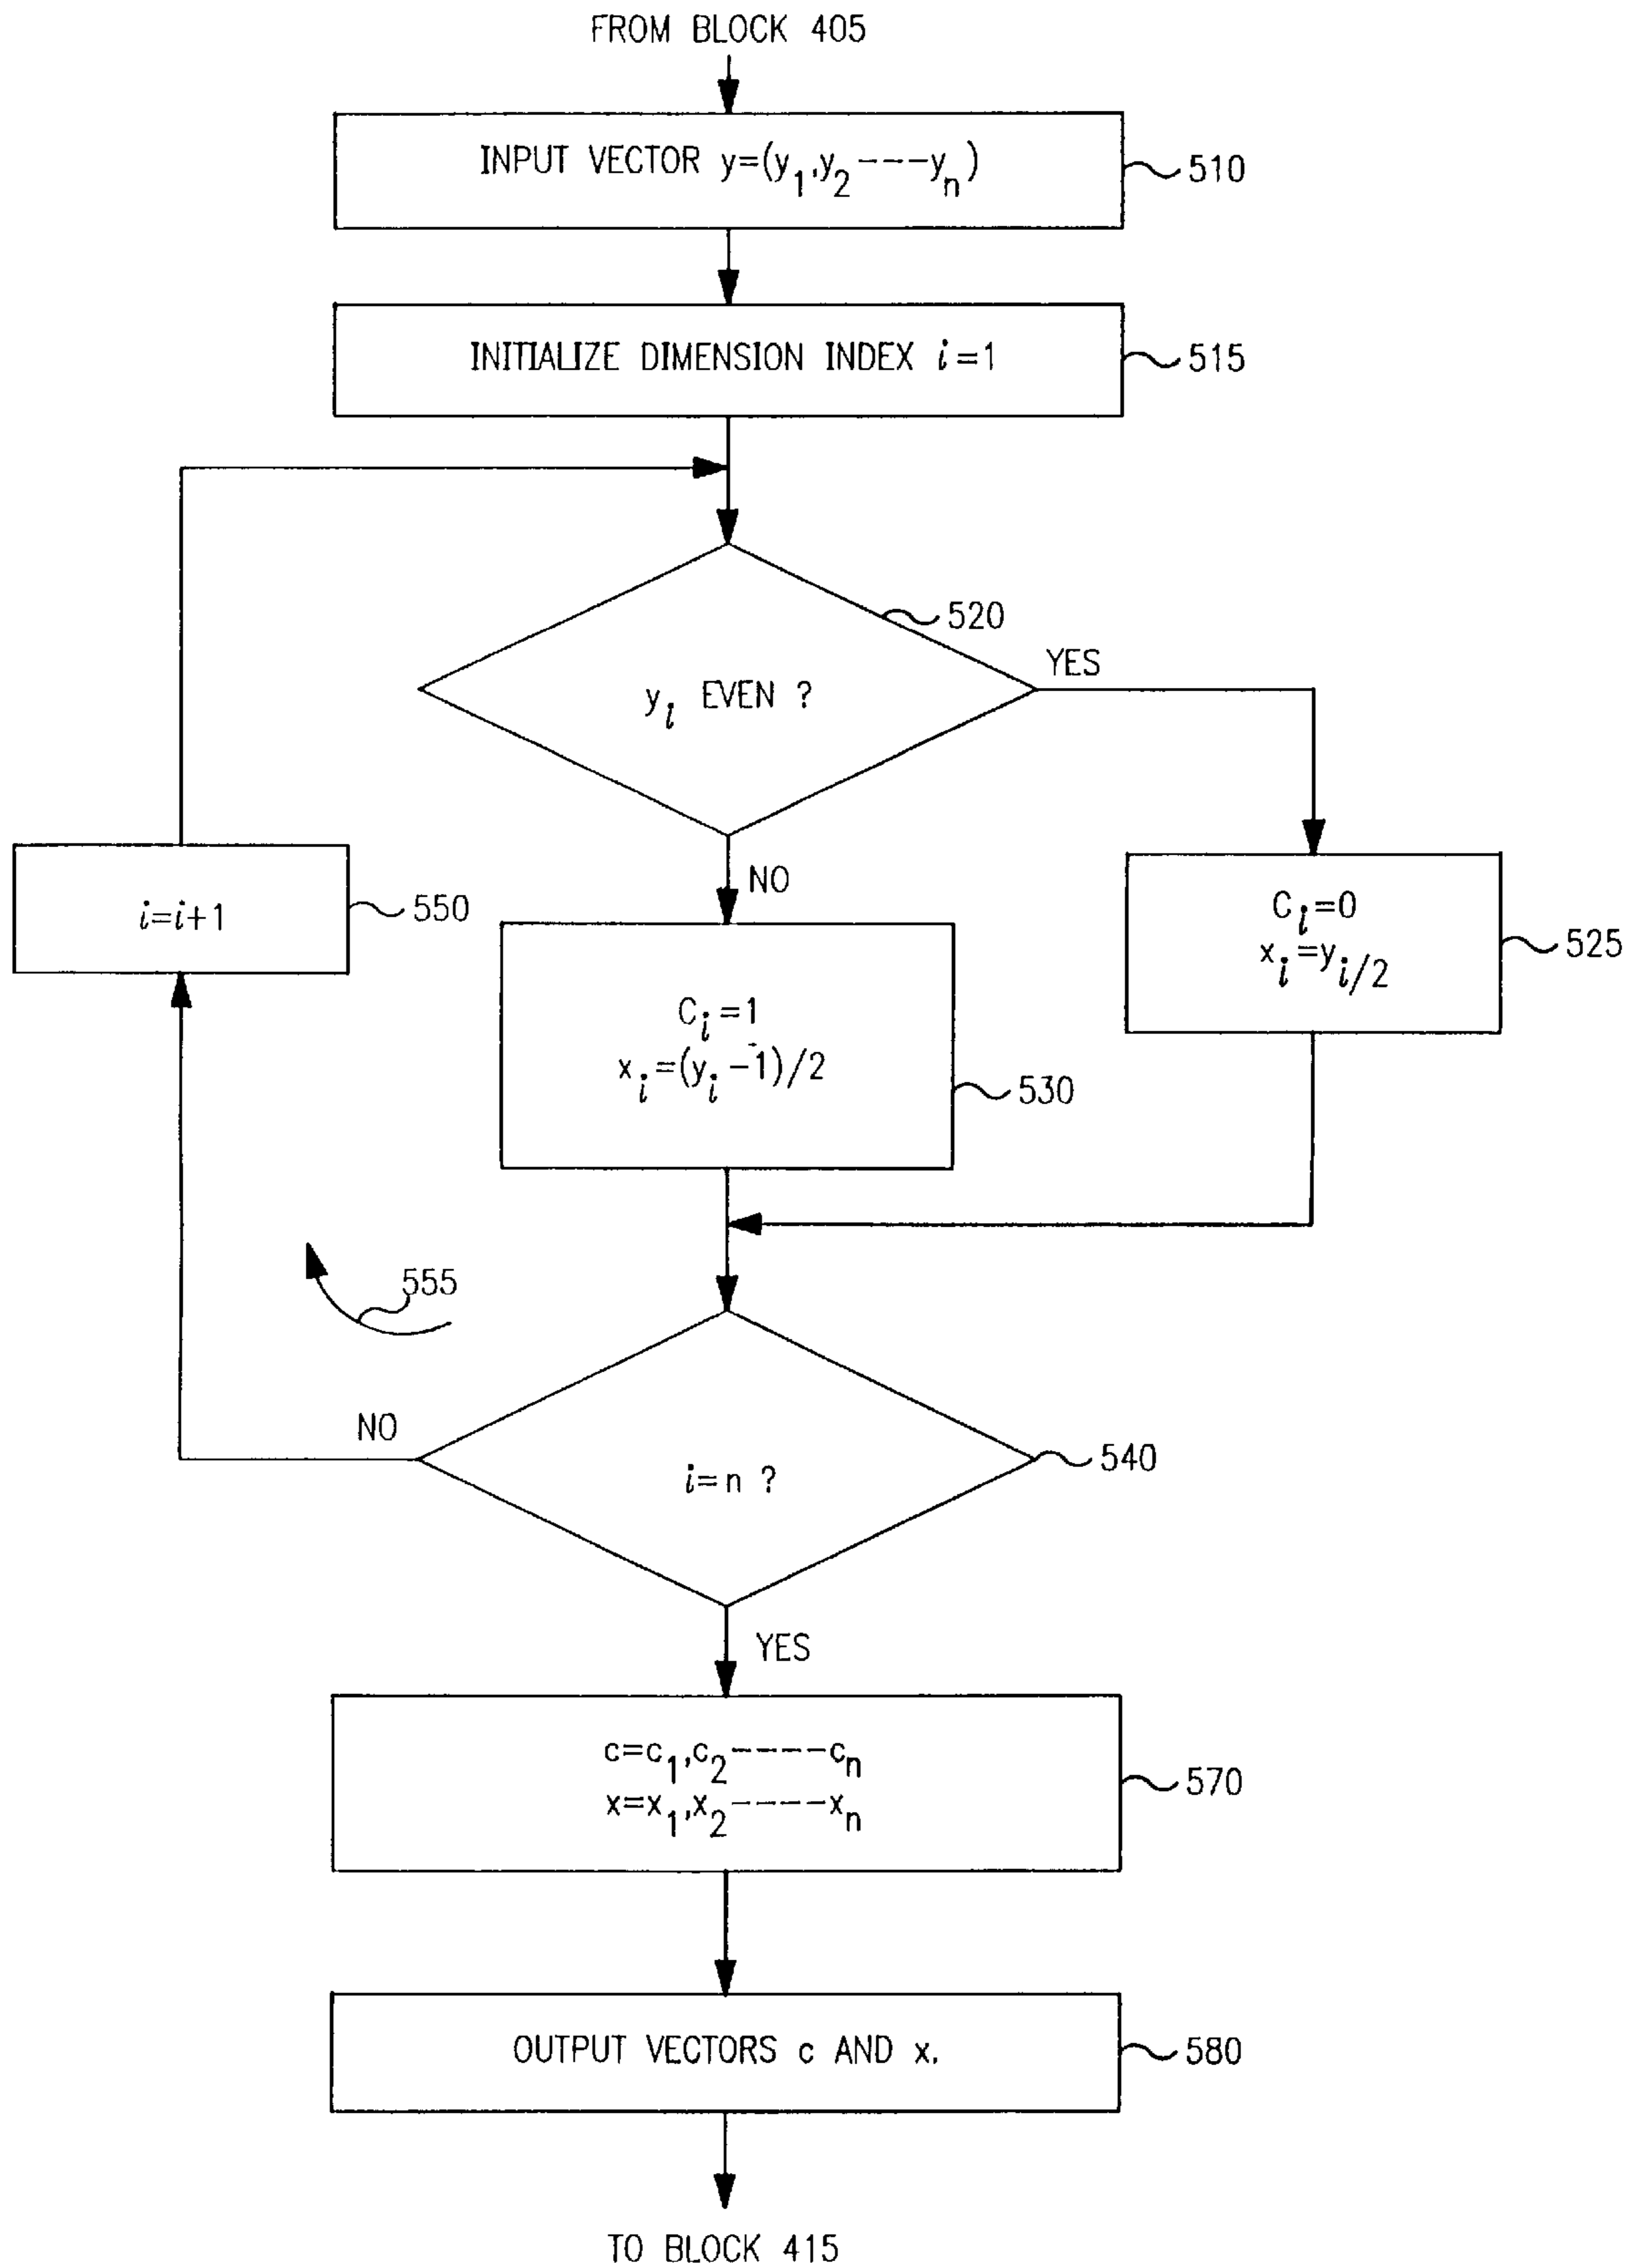 FROM BLOCK 405
INPUT VECTOR y=(y₁,y₂---yₙ)
510
INITIALIZE DIMENSION INDEX i=1
515
520
YES
yᵢ EVEN ?
NO
i=i+1
550
Cᵢ=0
xᵢ=yᵢ/2
525
Cᵢ=1
xᵢ=(yᵢ-1)/2
530
555
NO
i=n ?
540
YES
c=c₁,c₂----cₙ
x=x₁,x₂----xₙ
570
OUTPUT VECTORS c AND x.
580
TO BLOCK 415